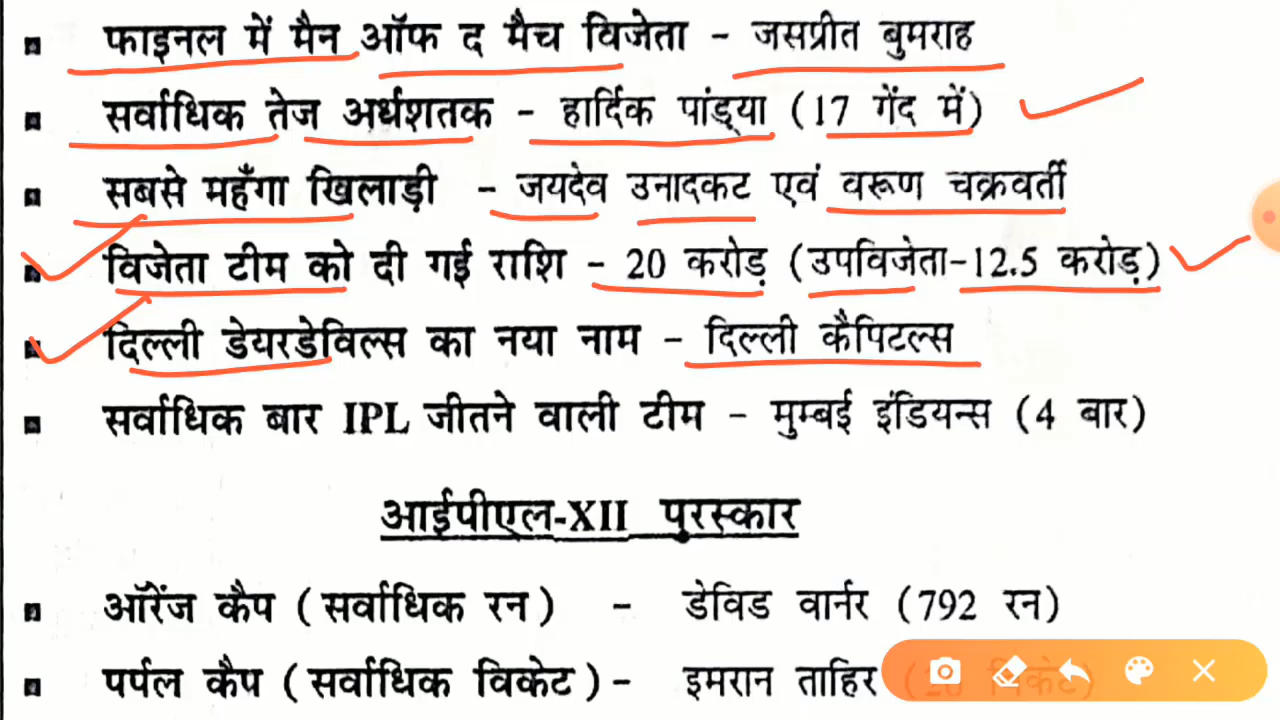 फाइनल में मैन ऑफ द मैच विजेता - जसप्रीत बुमराह
सर्वाधिक तेज अर्धशतक - हार्दिक पांड्या (17 गेंद में)
सबसे महँगा खिलाड़ी - जयदेव उनादकट एवं वरूण चक्रवर्ती
विजेता टीम को दी गई राशि - 20 करोड़ (उपविजेता-12.5 करोड़)
दिल्ली डेयरडेविल्स का नया नाम - दिल्ली कैपिटल्स
सर्वाधिक बार IPL जीतने वाली टीम - मुम्बई इंडियन्स (4 बार)
आईपीएल-XII पुरस्कार
ऑरेंज कैप (सर्वाधिक रन) - डेविड वार्नर (792 रन)
पर्पल कैप (सर्वाधिक विकेट) - इमरान ताहिर